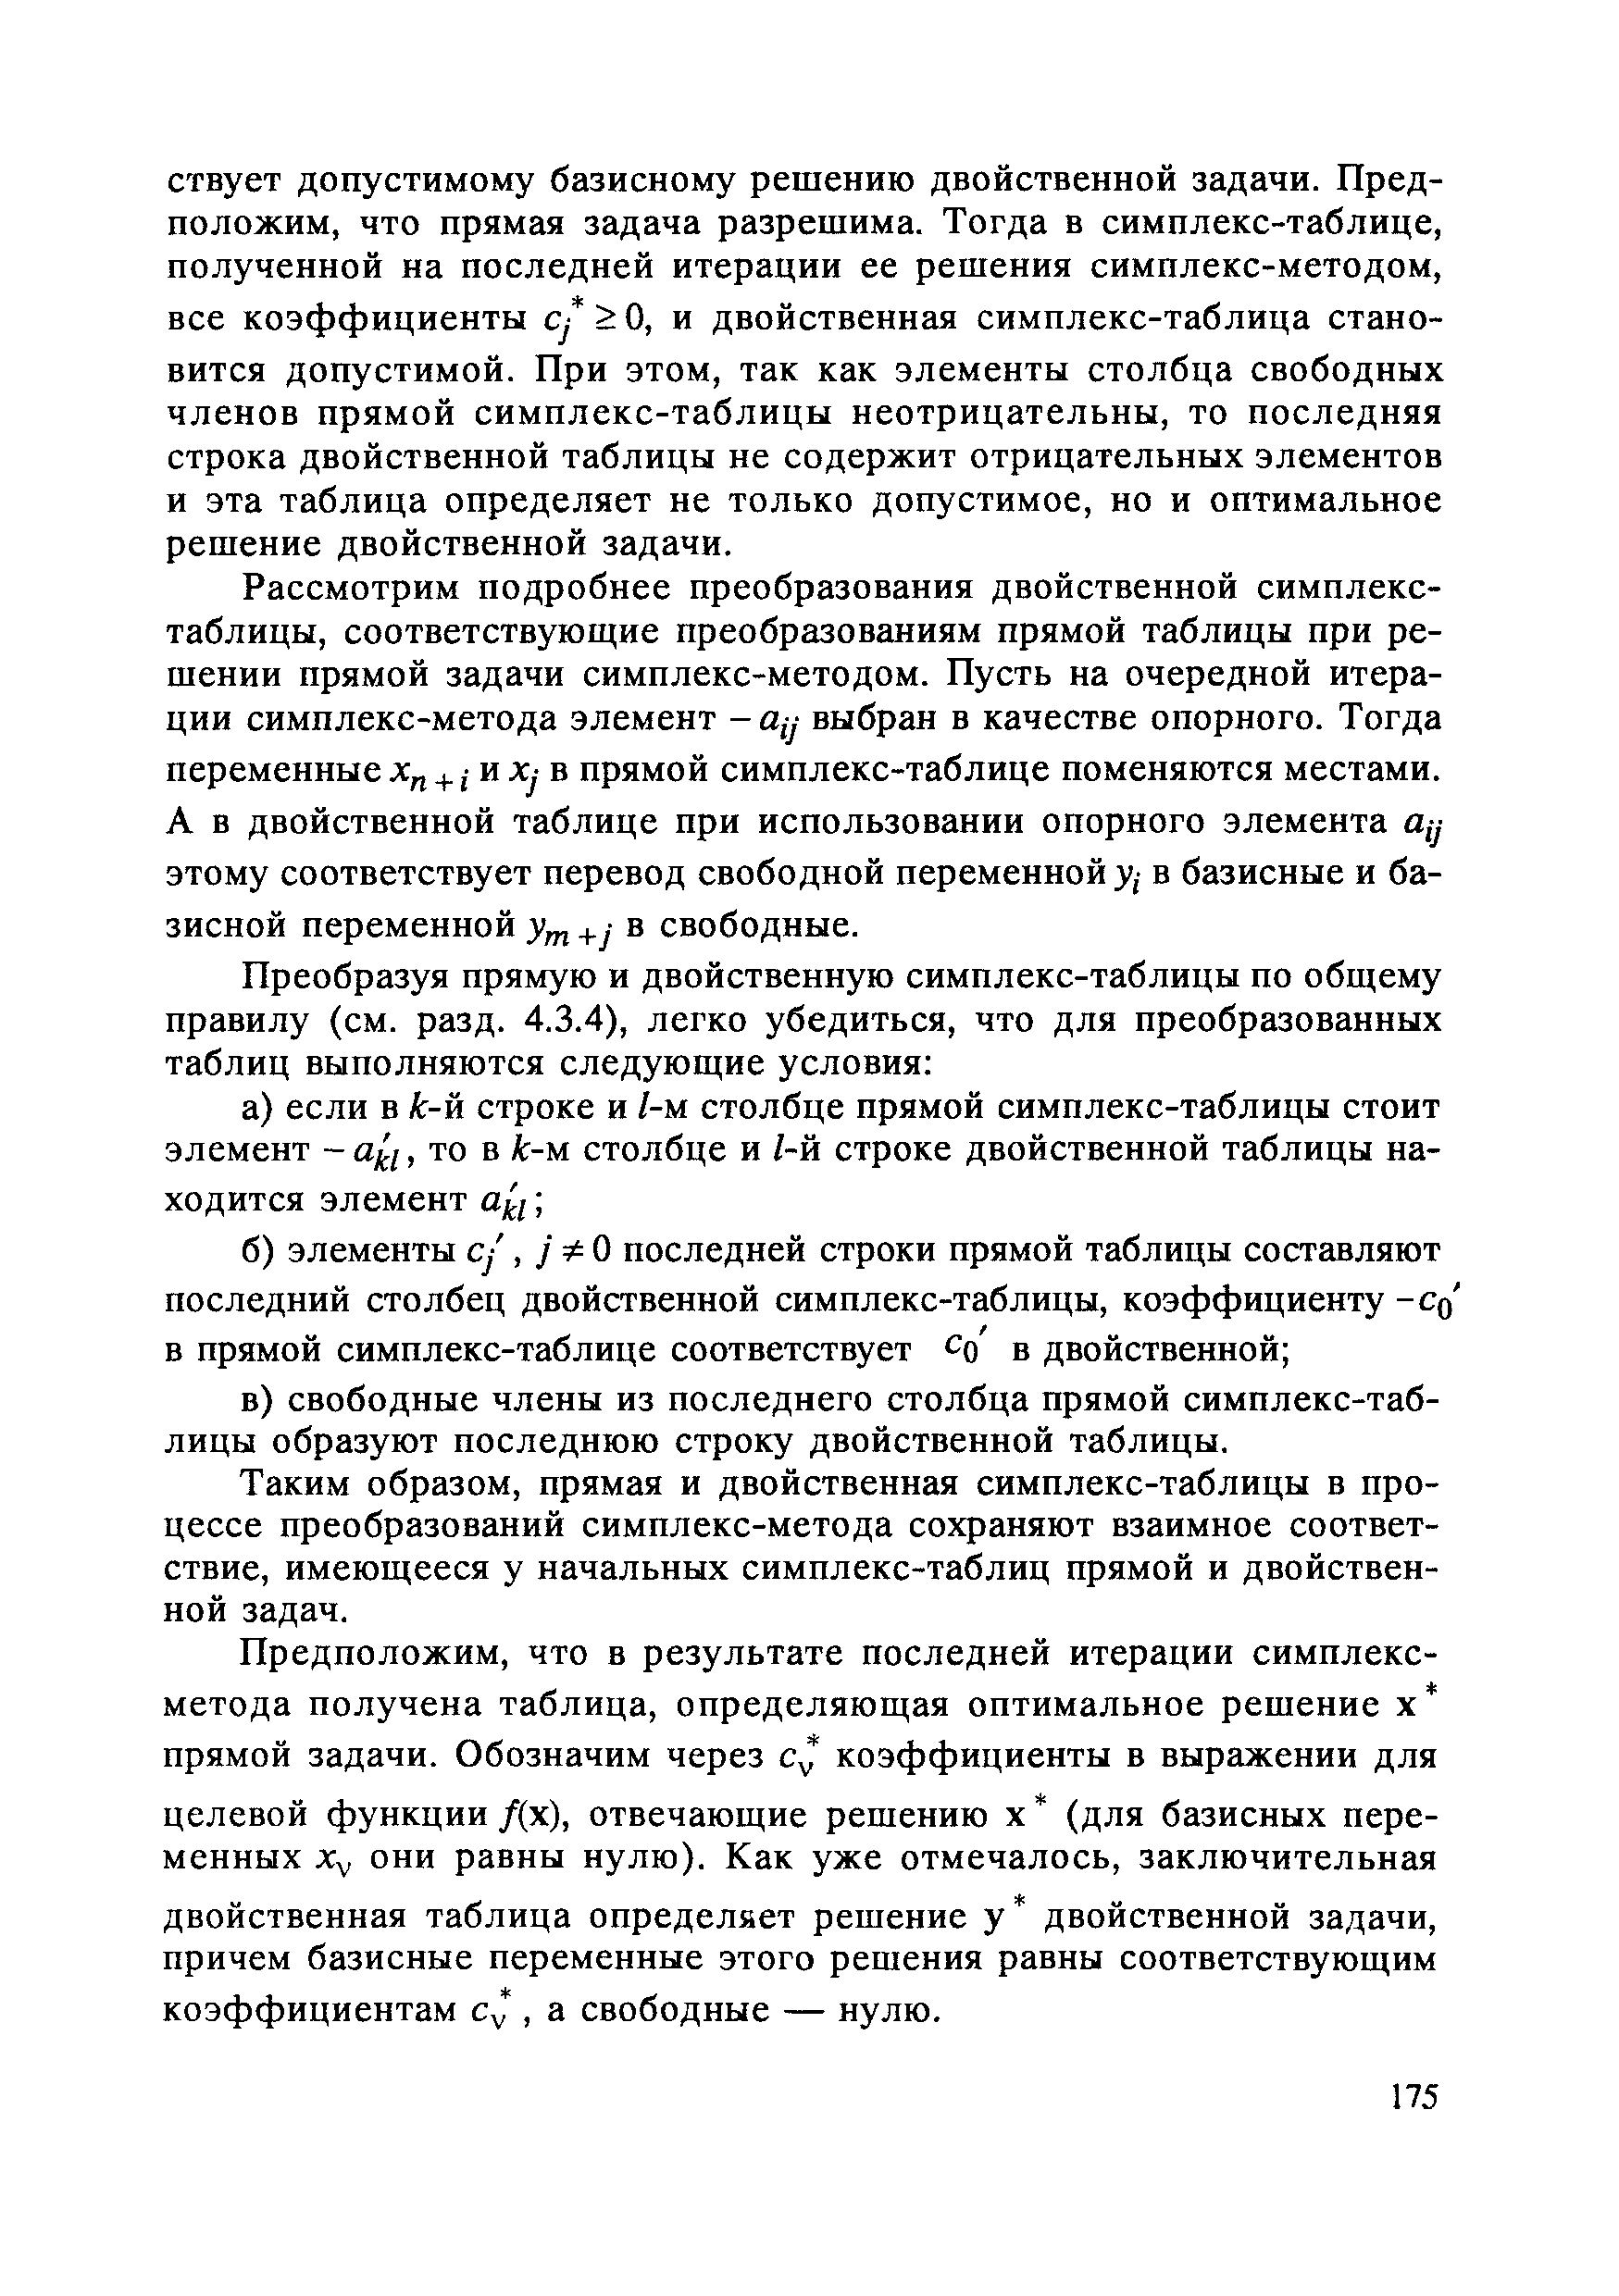 ствует допустимому базисному решению двойственной задачи. Пред-
положим, что прямая задача разрешима. Тогда в симплекс-таблице,
полученной на последней итерации ее решения симплекс-методом,
все коэффициенты c_j^* ≥ 0, и двойственная симплекс-таблица стано-
вится допустимой. При этом, так как элементы столбца свободных
членов прямой симплекс-таблицы неотрицательны, то последняя
строка двойственной таблицы не содержит отрицательных элементов
и эта таблица определяет не только допустимое, но и оптимальное
решение двойственной задачи.
Рассмотрим подробнее преобразования двойственной симплекс-
таблицы, соответствующие преобразованиям прямой таблицы при ре-
шении прямой задачи симплекс-методом. Пусть на очередной итера-
ции симплекс-метода элемент − a_{ij} выбран в качестве опорного. Тогда
переменные x_{n+i} и x_j в прямой симплекс-таблице поменяются местами.
А в двойственной таблице при использовании опорного элемента a_{ij}
этому соответствует перевод свободной переменной y_i в базисные и ба-
зисной переменной y_{m+j} в свободные.
Преобразуя прямую и двойственную симплекс-таблицы по общему
правилу (см. разд. 4.3.4), легко убедиться, что для преобразованных
таблиц выполняются следующие условия:
а) если в k-й строке и l-м столбце прямой симплекс-таблицы стоит
элемент − a'_{kl}, то в k-м столбце и l-й строке двойственной таблицы на-
ходится элемент a'_{kl};
б) элементы c_j', j ≠ 0 последней строки прямой таблицы составляют
последний столбец двойственной симплекс-таблицы, коэффициенту −c_0'
в прямой симплекс-таблице соответствует c_0' в двойственной;
в) свободные члены из последнего столбца прямой симплекс-таб-
лицы образуют последнюю строку двойственной таблицы.
Таким образом, прямая и двойственная симплекс-таблицы в про-
цессе преобразований симплекс-метода сохраняют взаимное соответ-
ствие, имеющееся у начальных симплекс-таблиц прямой и двойствен-
ной задач.
Предположим, что в результате последней итерации симплекс-
метода получена таблица, определяющая оптимальное решение x^*
прямой задачи. Обозначим через c_ν^* коэффициенты в выражении для
целевой функции f(x), отвечающие решению x^* (для базисных пере-
менных x_ν они равны нулю). Как уже отмечалось, заключительная
двойственная таблица определяет решение y^* двойственной задачи,
причем базисные переменные этого решения равны соответствующим
коэффициентам c_ν^*, а свободные — нулю.
175